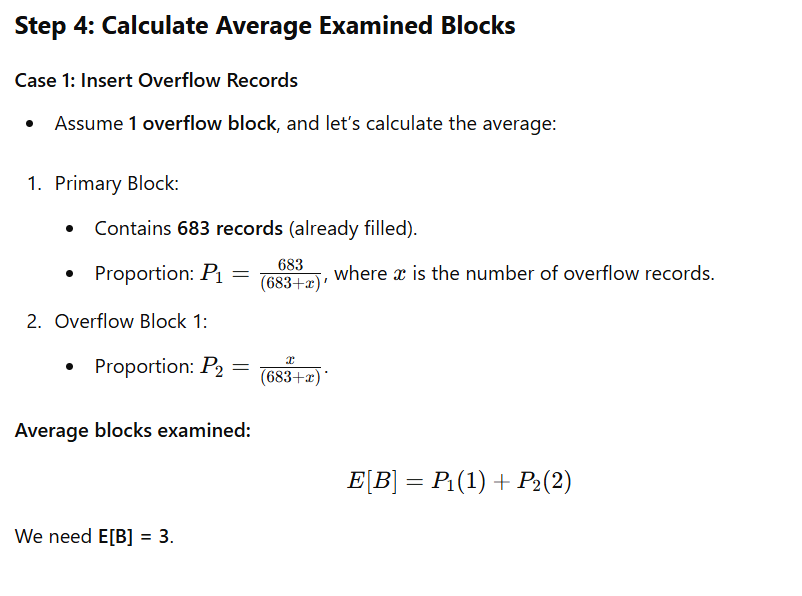 Step 4: Calculate Average Examined Blocks
Case 1: Insert Overflow Records
• Assume 1 overflow block, and let’s calculate the average:
1. Primary Block:
• Contains 683 records (already filled).
• Proportion: P₁ = 683/(683+x), where x is the number of overflow records.
2. Overflow Block 1:
• Proportion: P₂ = x/(683+x).
Average blocks examined:
E[B] = P₁(1) + P₂(2)
We need E[B] = 3.